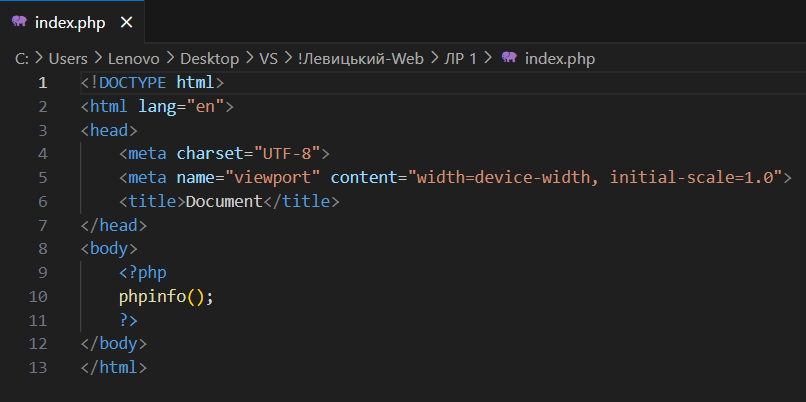 index.php
C: > Users > Lenovo > Desktop > VS > !Левицький-Web > ЛР 1 > index.php
1 <!DOCTYPE html>
2 <html lang="en">
3 <head>
4     <meta charset="UTF-8">
5     <meta name="viewport" content="width=device-width, initial-scale=1.0">
6     <title>Document</title>
7 </head>
8 <body>
9     <?php
10     phpinfo();
11     ?>
12 </body>
13 </html>